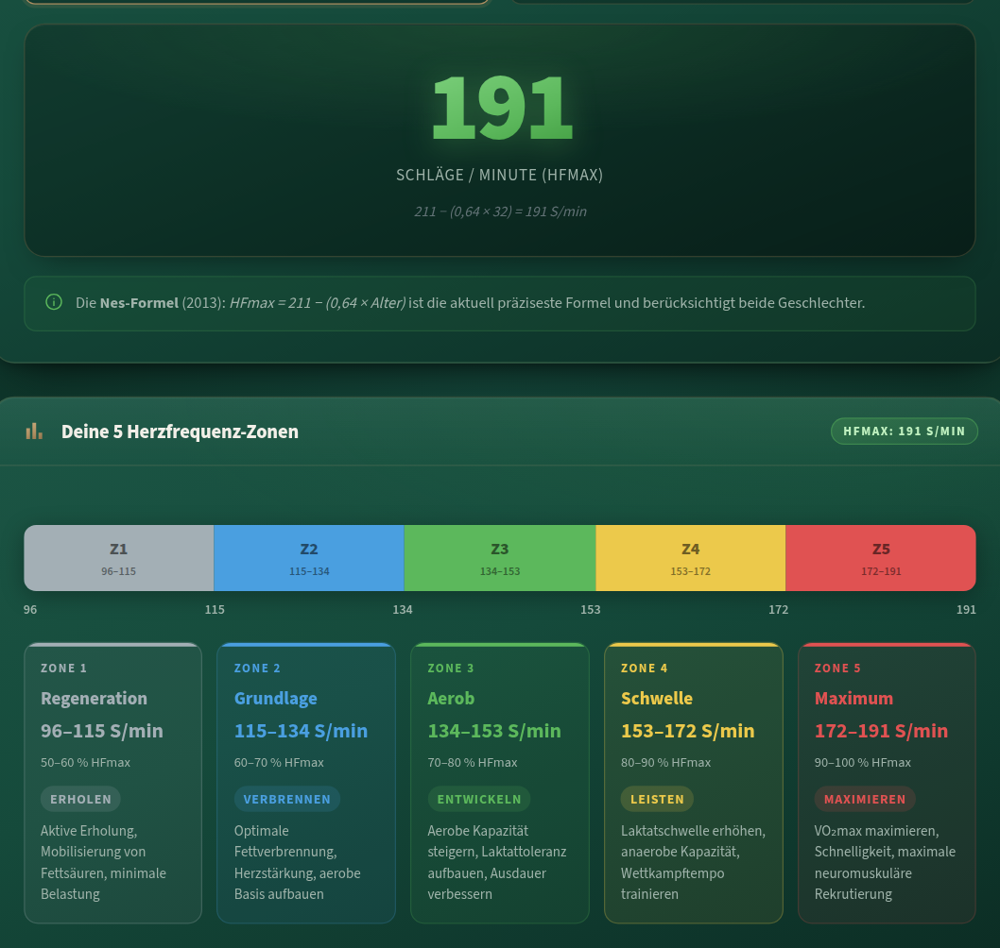 191
SCHLÄGE / MINUTE (HFMAX)
211 − (0,64 × 32) = 191 S/min
Die Nes-Formel (2013): HFmax = 211 − (0,64 × Alter) ist die aktuell präziseste Formel und berücksichtigt beide Geschlechter.
Deine 5 Herzfrequenz-Zonen
HFMAX: 191 S/MIN
Z1
96–115
Z2
115–134
Z3
134–153
Z4
153–172
Z5
172–191
96 115 134 153 172 191
ZONE 1
Regeneration
96–115 S/min
50–60 % HFmax
ERHOLEN
Aktive Erholung,
Mobilisierung von
Fettsäuren, minimale
Belastung
ZONE 2
Grundlage
115–134 S/min
60–70 % HFmax
VERBRENNEN
Optimale
Fettverbrennung,
Herzstärkung, aerobe
Basis aufbauen
ZONE 3
Aerob
134–153 S/min
70–80 % HFmax
ENTWICKELN
Aerobe Kapazität
steigern, Laktattoleranz
aufbauen, Ausdauer
verbessern
ZONE 4
Schwelle
153–172 S/min
80–90 % HFmax
LEISTEN
Laktatschwelle erhöhen,
anaerobe Kapazität,
Wettkampftempo
trainieren
ZONE 5
Maximum
172–191 S/min
90–100 % HFmax
MAXIMIEREN
VO₂max maximieren,
Schnelligkeit, maximale
neuromuskuläre
Rekrutierung